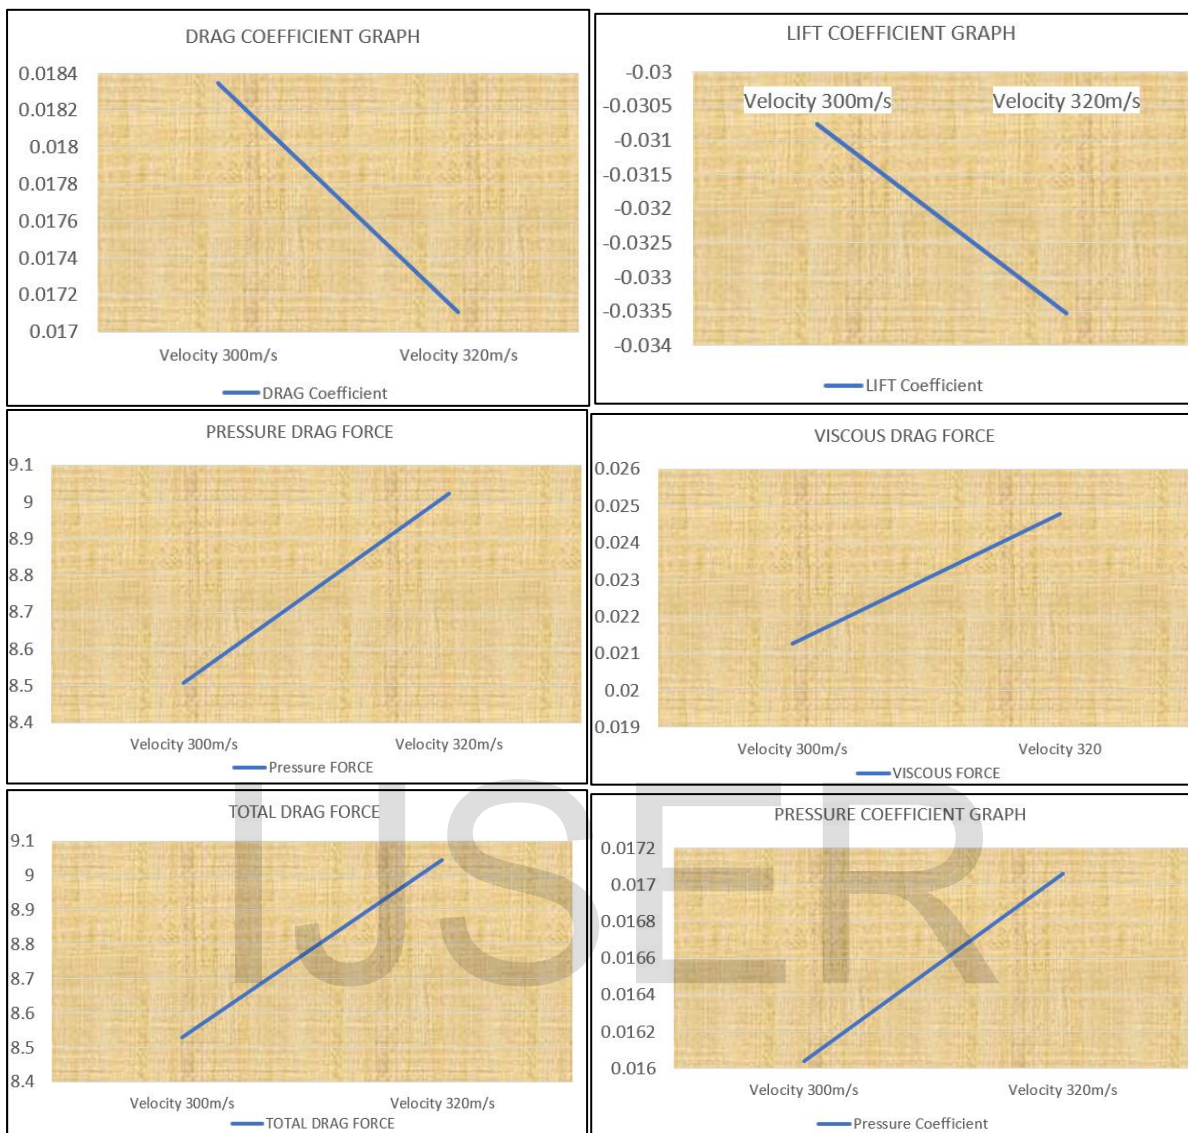 DRAG COEFFICIENT GRAPH
0.0184
0.0182
0.018
0.0178
0.0176
0.0174
0.0172
0.017
Velocity 300m/s Velocity 320m/s
DRAG Coefficient
LIFT COEFFICIENT GRAPH
-0.03
Velocity 300m/s Velocity 320m/s
-0.0305
-0.031
-0.0315
-0.032
-0.0325
-0.033
-0.0335
-0.034
LIFT Coefficient
PRESSURE DRAG FORCE
9.1
9
8.9
8.8
8.7
8.6
8.5
8.4
Velocity 300m/s Velocity 320m/s
Pressure FORCE
VISCOUS DRAG FORCE
0.026
0.025
0.024
0.023
0.022
0.021
0.02
0.019
Velocity 300m/s Velocity 320
VISCOUS FORCE
TOTAL DRAG FORCE
9.1
9
8.9
8.8
8.7
8.6
8.5
8.4
Velocity 300m/s Velocity 320m/s
TOTAL DRAG FORCE
PRESSURE COEFFICIENT GRAPH
0.0172
0.017
0.0168
0.0166
0.0164
0.0162
0.016
Velocity 300m/s Velocity 320m/s
Pressure Coefficient
IJSER